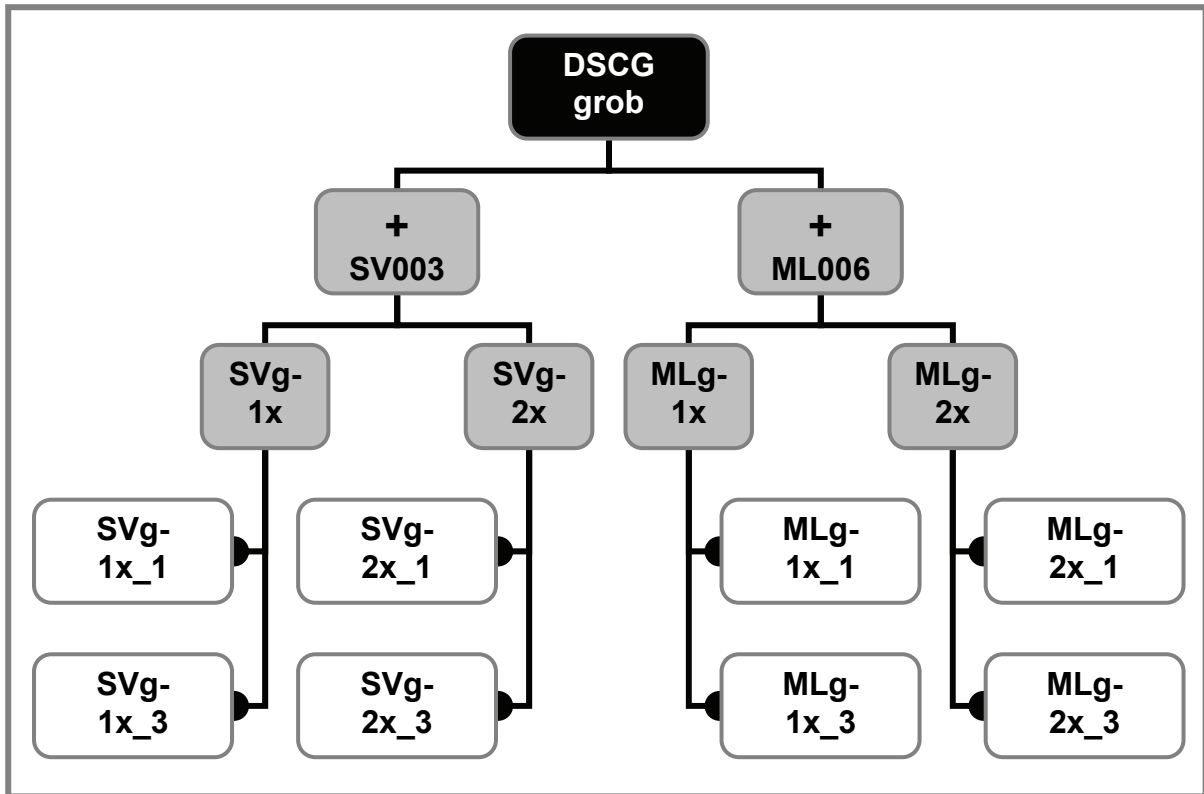 DSCG
grob
+
SV003
+
ML006
SVg-
1x
SVg-
2x
MLg-
1x
MLg-
2x
SVg-
1x_1
SVg-
2x_1
MLg-
1x_1
MLg-
2x_1
SVg-
1x_3
SVg-
2x_3
MLg-
1x_3
MLg-
2x_3